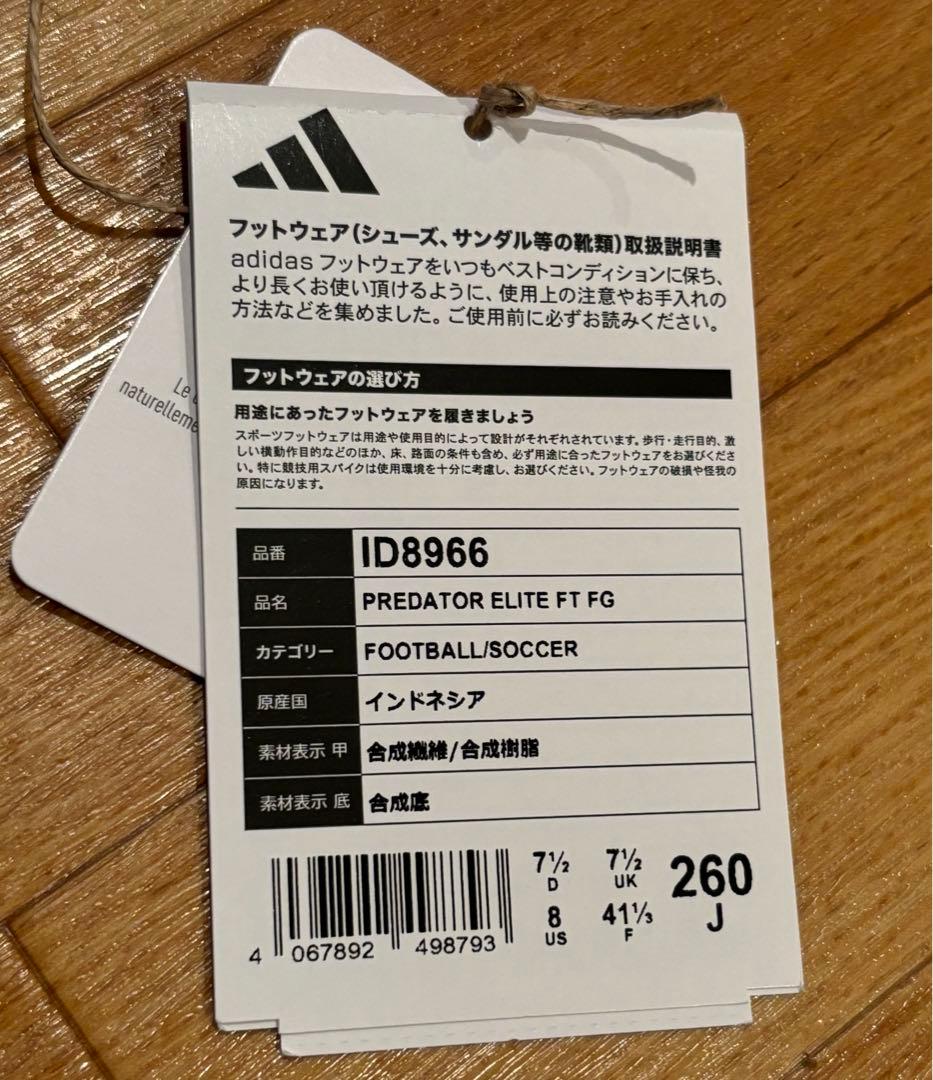 フットウェア(シューズ、サンダル等の靴類)取扱説明書
adidas フットウェアをいつもベストコンディションに保ち、
より長くお使い頂けるように、使用上の注意やお手入れの
方法などを集めました。ご使用前に必ずお読みください。
フットウェアの選び方
用途にあったフットウェアを履きましょう
スポーツフットウェアは用途や使用目的によって設計がそれぞれされています。歩行・走行目的、激
しい横動作目的などのほか、床、路面の条件も含め、必ず用途に合ったフットウェアをお選びくださ
い。特に競技用スパイクは使用環境を十分に考慮し、お選びください。フットウェアの破損や怪我の
原因になります。
品番 ID8966
品名 PREDATOR ELITE FT FG
カテゴリー FOOTBALL/SOCCER
原産国 インドネシア
素材表示 甲 合成繊維/合成樹脂
素材表示 底 合成底
7½ D 7½ UK 260 J
8 US 41⅓ F
4 067892 498793
Le
naturelleme